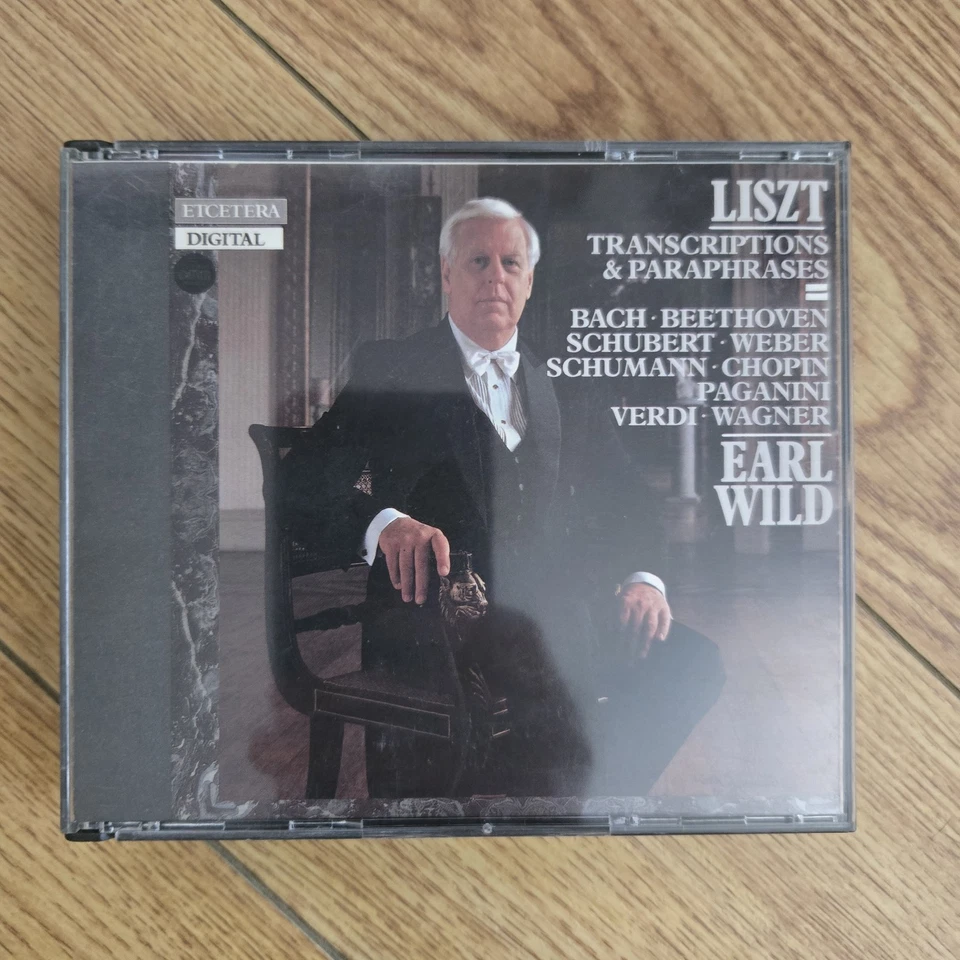 ETCETERA
DIGITAL
LISZT
TRANSCRIPTIONS
& PARAPHRASES
BACH · BEETHOVEN
SCHUBERT · WEBER
SCHUMANN · CHOPIN
PAGANINI
VERDI · WAGNER
EARL
WILD